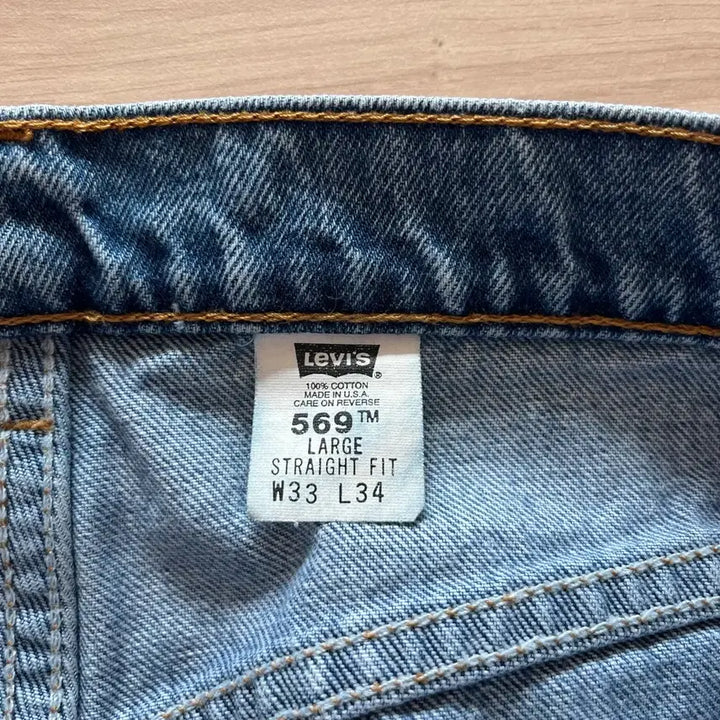 Levi's ®
100% COTTON
MADE IN U.S.A.
CARE ON REVERSE
569™
LARGE
STRAIGHT FIT
W33 L34